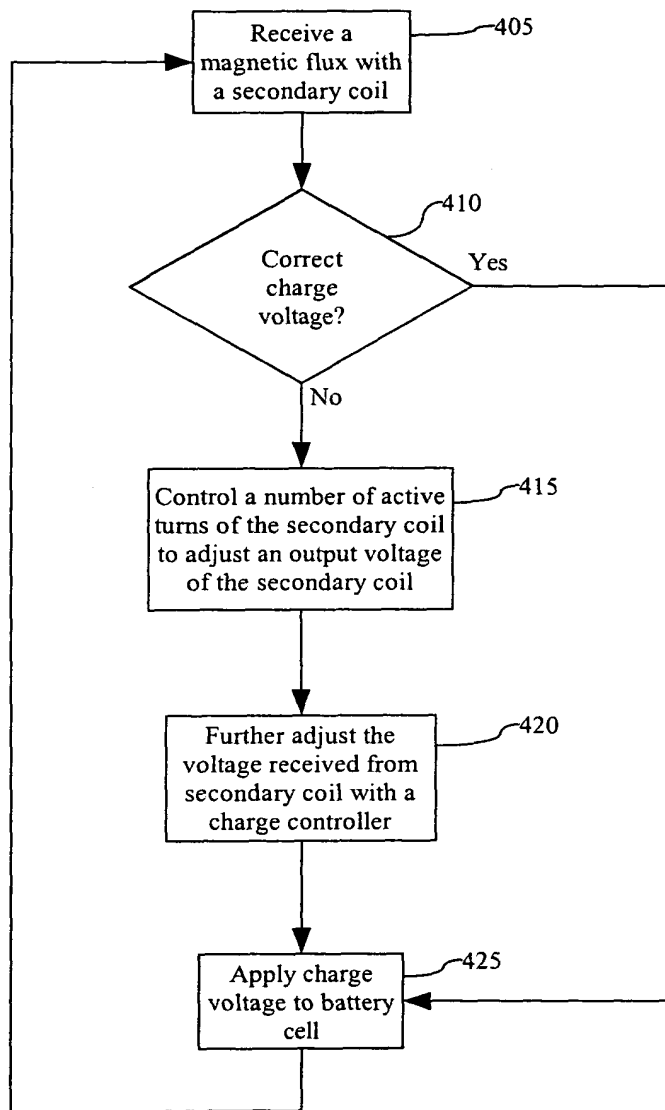 Receive a
magnetic flux with
a secondary coil
405
410
Correct
charge
voltage?
Yes
No
Control a number of active
turns of the secondary coil
to adjust an output voltage
of the secondary coil
415
Further adjust the
voltage received from
secondary coil with a
charge controller
420
Apply charge
voltage to battery
cell
425